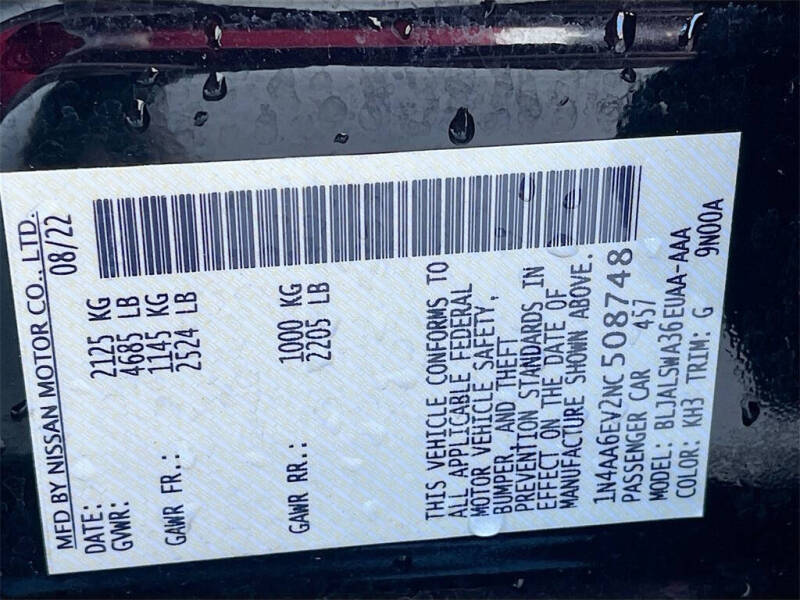 MFD BY NISSAN MOTOR CO., LTD.
DATE: 08/22
GVWR: 2125 KG
4685 LB
GAWR FR.: 1145 KG
2524 LB
GAWR RR.: 1000 KG
2205 LB
THIS VEHICLE CONFORMS TO
ALL APPLICABLE FEDERAL
MOTOR VEHICLE SAFETY,
BUMPER, AND THEFT
PREVENTION STANDARDS IN
EFFECT ON THE DATE OF
MANUFACTURE SHOWN ABOVE.
1N4AA6EV2NC508748
PASSENGER CAR 457
MODEL: BLJALSWA36EUAA-AAA
COLOR: KH3 TRIM: G 9N00A